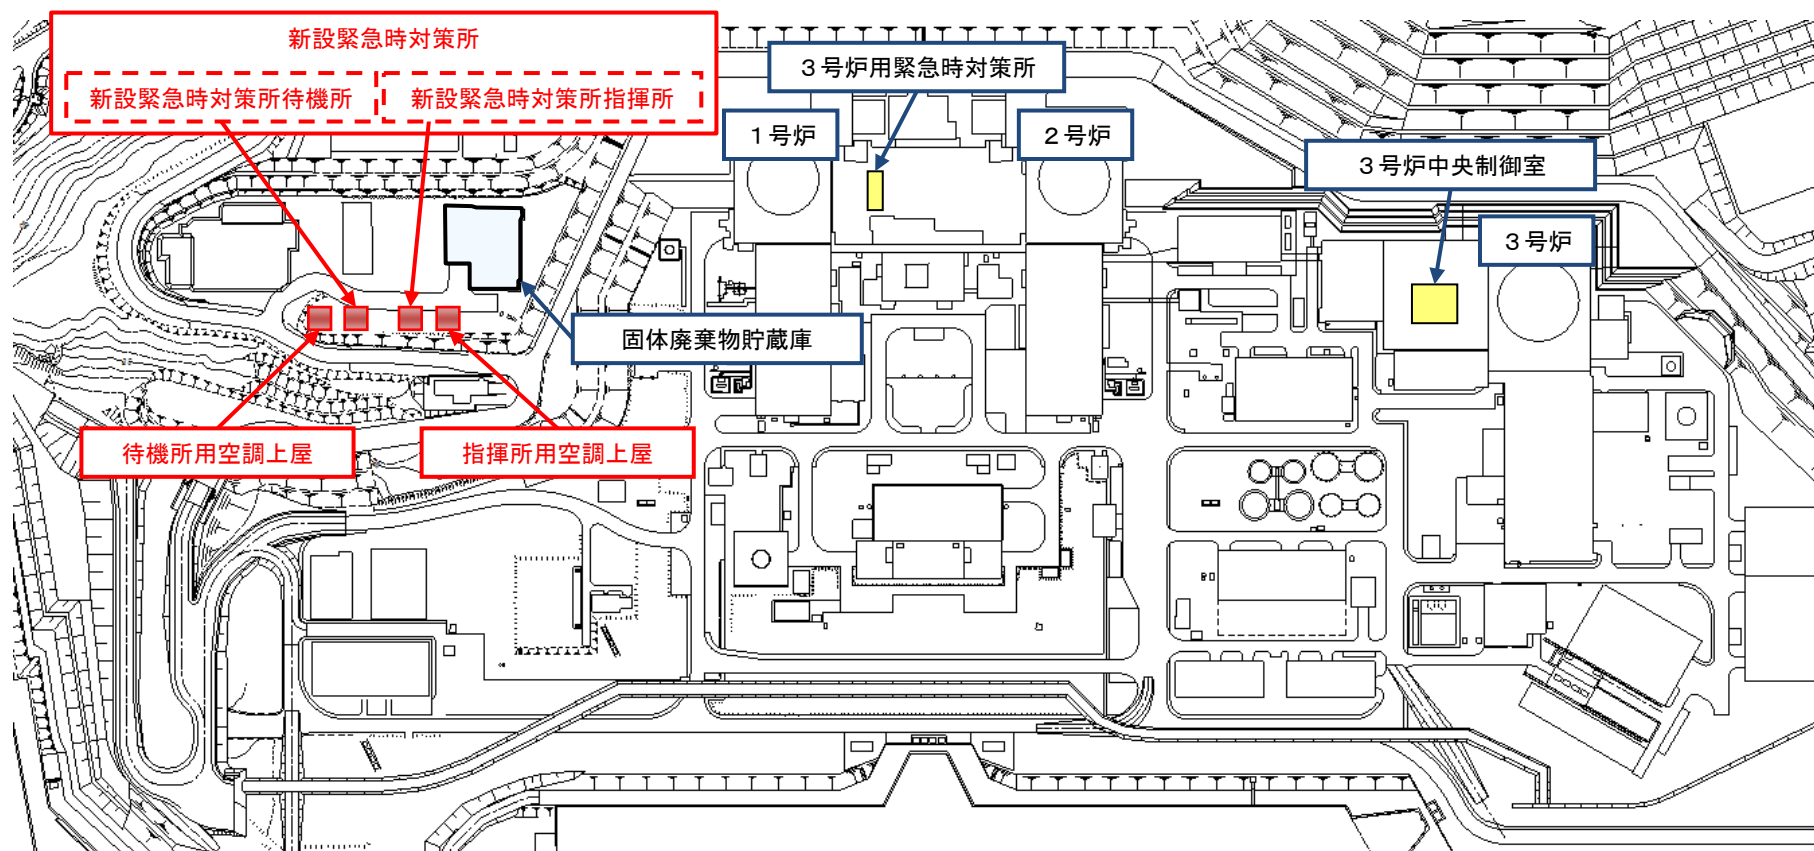 新設緊急時対策所
新設緊急時対策所待機所
新設緊急時対策所指揮所
3号炉用緊急時対策所
1号炉
2号炉
3号炉中央制御室
3号炉
固体廃棄物貯蔵庫
待機所用空調上屋
指揮所用空調上屋